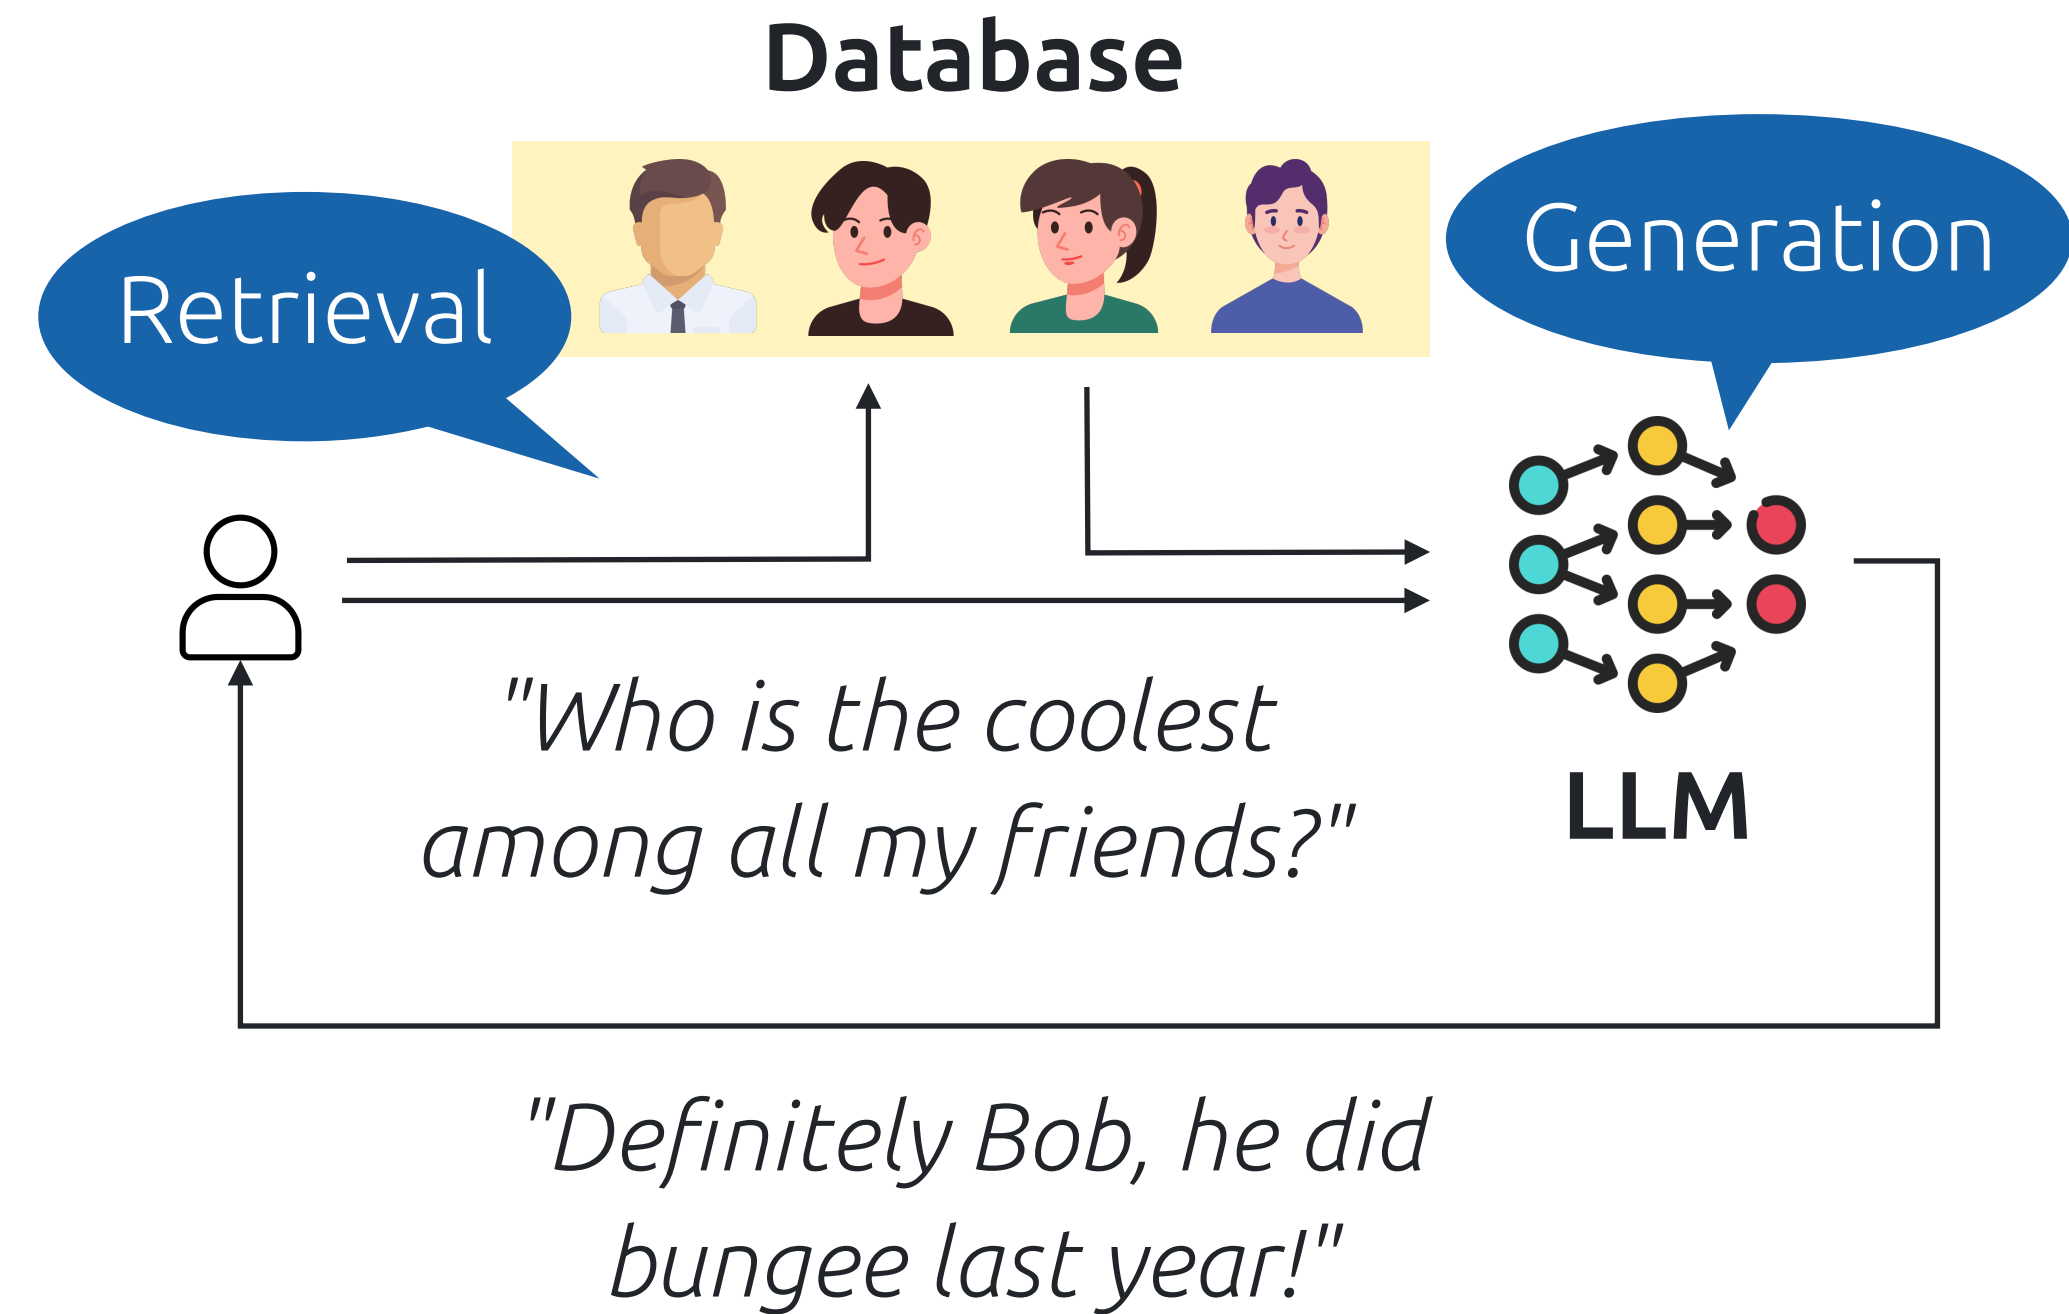 Database
Retrieval
Generation
"Who is the coolest
among all my friends?"
LLM
"Definitely Bob, he did
bungee last year!"